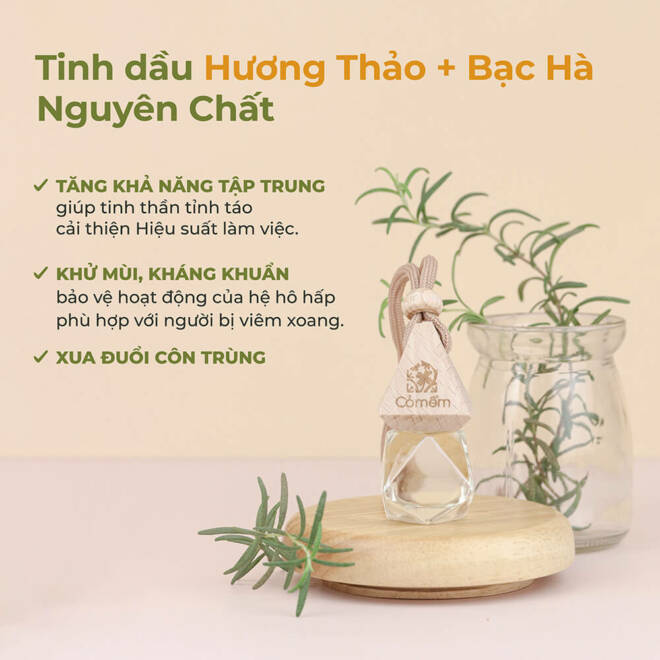 Tinh dầu Hương Thảo + Bạc Hà
Nguyên Chất
TĂNG KHẢ NĂNG TẬP TRUNG
giúp tinh thần tỉnh táo
cải thiện Hiệu suất làm việc.
KHỬ MÙI, KHÁNG KHUẨN
bảo vệ hoạt động của hệ hô hấp
phù hợp với người bị viêm xoang.
XUA ĐUỔI CÔN TRÙNG
Cỏ mềm